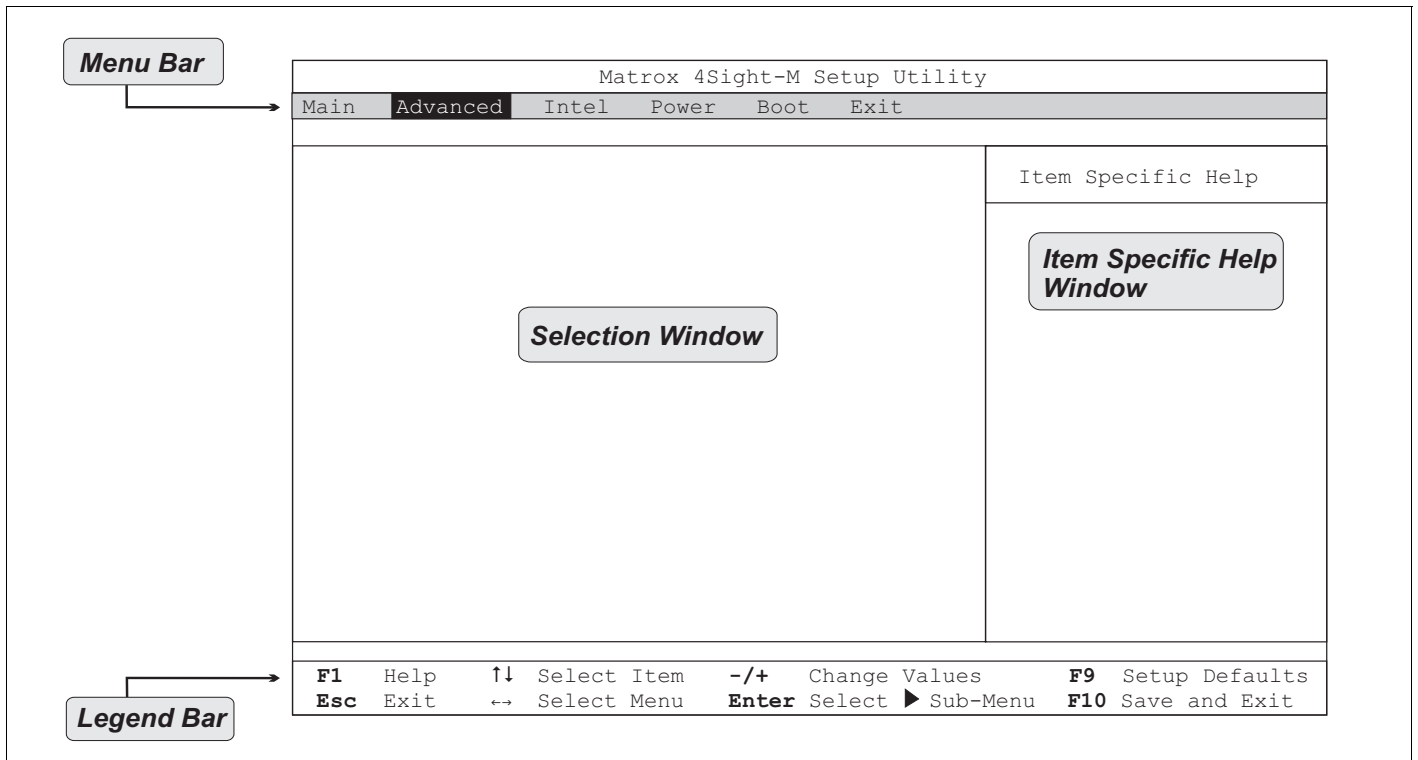 Menu Bar
Matrox 4Sight-M Setup Utility
Main Advanced Intel Power Boot Exit
Item Specific Help
Item Specific Help
Window
Selection Window
F1 Help ↑↓ Select Item -/+ Change Values F9 Setup Defaults
Esc Exit ←→ Select Menu Enter Select ▶ Sub-Menu F10 Save and Exit
Legend Bar